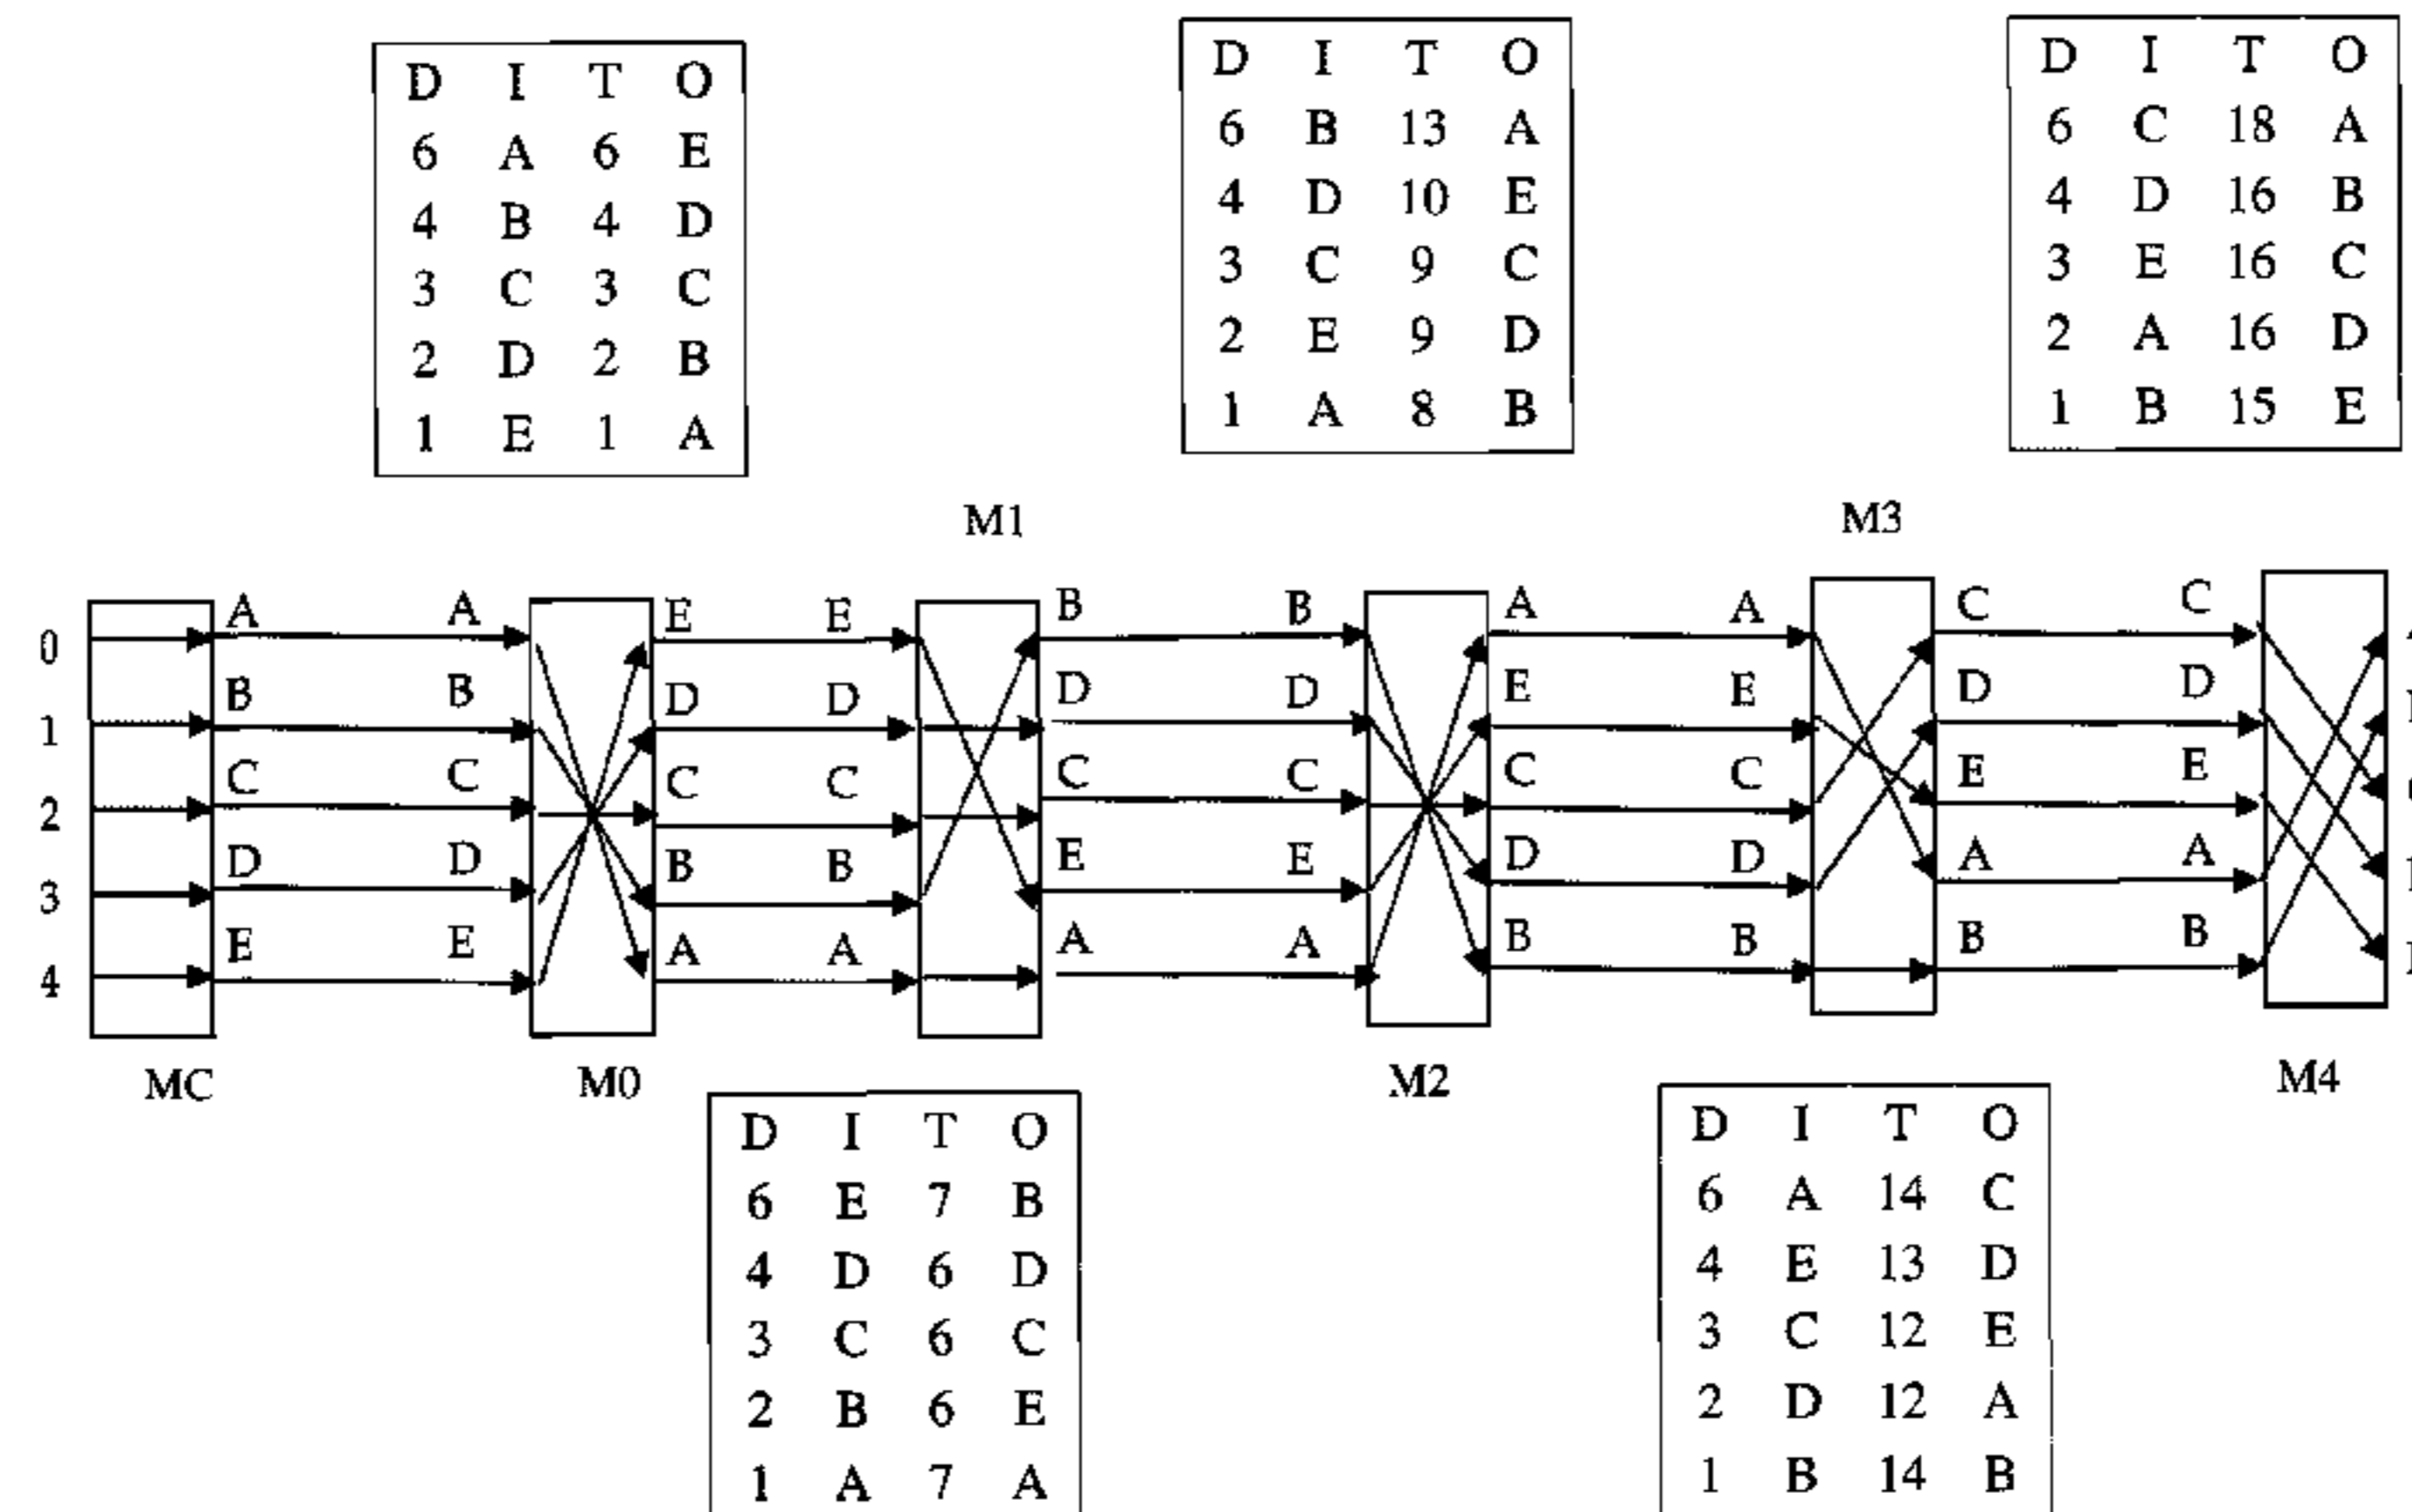 D I T O
6 A 6 E
4 B 4 D
3 C 3 C
2 D 2 B
1 E 1 A
D I T O
6 B 13 A
4 D 10 E
3 C 9 C
2 E 9 D
1 A 8 B
D I T O
6 C 18 A
4 D 16 B
3 E 16 C
2 A 16 D
1 B 15 E
M1 M3
0 A A E E B B A A C C
1 B B D D D D E E D D
2 C C C C C C C C E E
3 D D B B E E D D A A
4 E E A A A A B B B B
MC M0 M2 M4
D I T O
6 E 7 B
4 D 6 D
3 C 6 C
2 B 6 E
1 A 7 A
D I T O
6 A 14 C
4 E 13 D
3 C 12 E
2 D 12 A
1 B 14 B